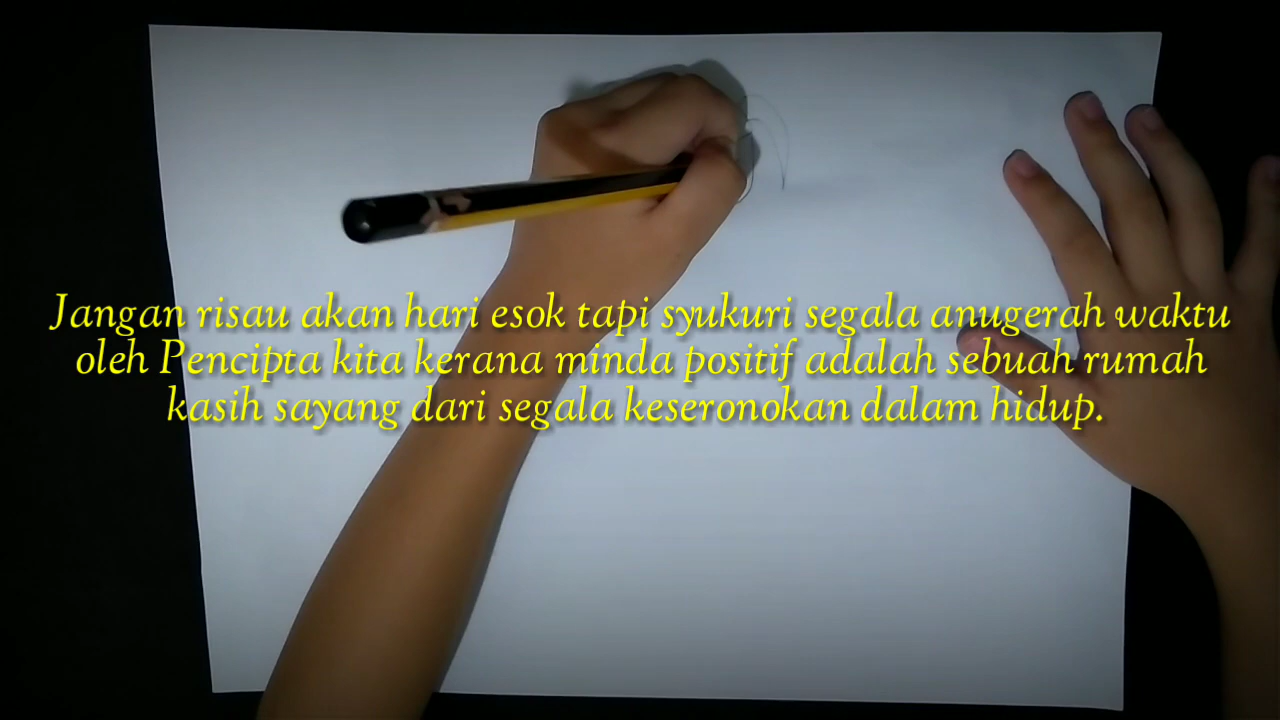 Jangan risau akan hari esok tapi syukuri segala anugerah waktu
oleh Pencipta kita kerana minda positif adalah sebuah rumah
kasih sayang dari segala keseronokan dalam hidup.